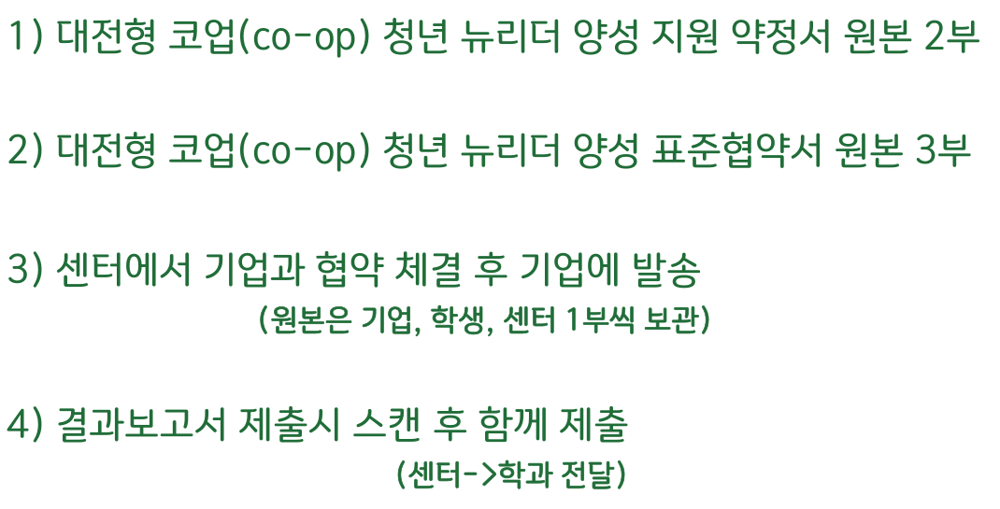 1) 대전형 코업(co-op) 청년 뉴리더 양성 지원 약정서 원본 2부
2) 대전형 코업(co-op) 청년 뉴리더 양성 표준협약서 원본 3부
3) 센터에서 기업과 협약 체결 후 기업에 발송
(원본은 기업, 학생, 센터 1부씩 보관)
4) 결과보고서 제출시 스캔 후 함께 제출
(센터->학과 전달)